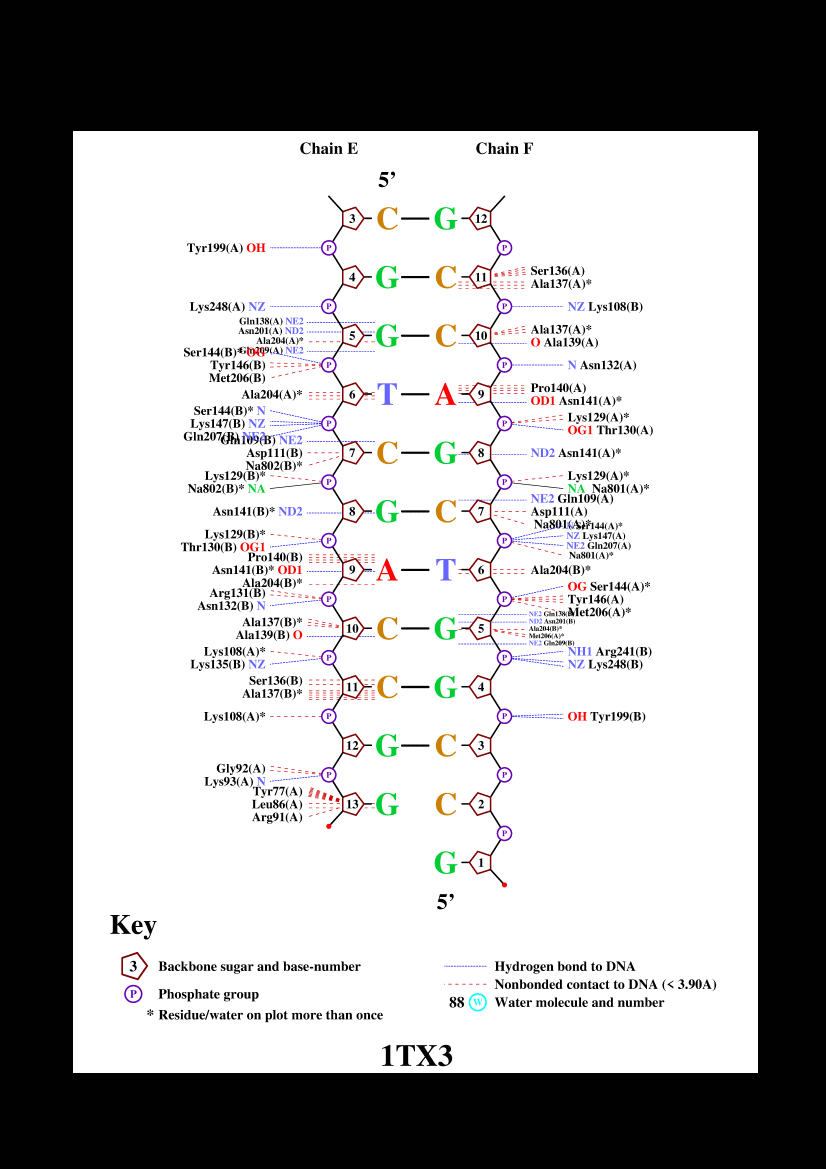 Chain E Chain F
5’
3 C G 12
Tyr199(A) OH P P
4 G C 11 Ser136(A)
Ala137(A)*
Lys248(A) NZ P P NZ Lys108(B)
Gln138(A) NE2
Asn201(A) ND2 5 G C 10 Ala137(A)*
Ala204(A)* O Ala139(A)
Gln209(A) NE2
Ser144(B)* OG
Tyr146(B) P P N Asn132(A)
Met206(B)
Ala204(A)* 6 T A 9 Pro140(A)
OD1 Asn141(A)*
Ser144(B)* N
Lys147(B) NZ P P Lys129(A)*
Gln207(B) NE2 OG1 Thr130(A)
Gln109(B) NE2
Asp111(B) 7 C G 8 ND2 Asn141(A)*
Na802(B)*
Lys129(B)* P P Lys129(A)*
Na802(B)* NA NA Na801(A)*
NE2 Gln109(A)
Asn141(B)* ND2 8 G C 7 Asp111(A)
Na801(A)*
Ser144(A)*
Lys129(B)* P P NZ Lys147(A)
Thr130(B) OG1 NE2 Gln207(A)
Na801(A)*
Pro140(B)
Asn141(B)* OD1 9 A T 6 Ala204(B)*
Ala204(B)*
Arg131(B) OG Ser144(A)*
Asn132(B) N P P Tyr146(A)
Met206(A)*
NE2 Gln138(B)
Ala137(B)* ND2 Asn201(B)
Ala139(B) O 10 C G 5 Ala204(B)*
Met206(A)*
NE2 Gln209(B)
Lys108(A)* P P NH1 Arg241(B)
Lys135(B) NZ NZ Lys248(B)
Ser136(B) 11 C G 4
Ala137(B)*
Lys108(A)* P P OH Tyr199(B)
12 G C 3
Gly92(A) P P
Lys93(A) N
Tyr77(A)
Leu86(A) 13 G C 2
Arg91(A)
P
G 1
5’
Key
3 Backbone sugar and base-number
P Phosphate group
* Residue/water on plot more than once
Hydrogen bond to DNA
Nonbonded contact to DNA (< 3.90A)
88 W Water molecule and number
1TX3